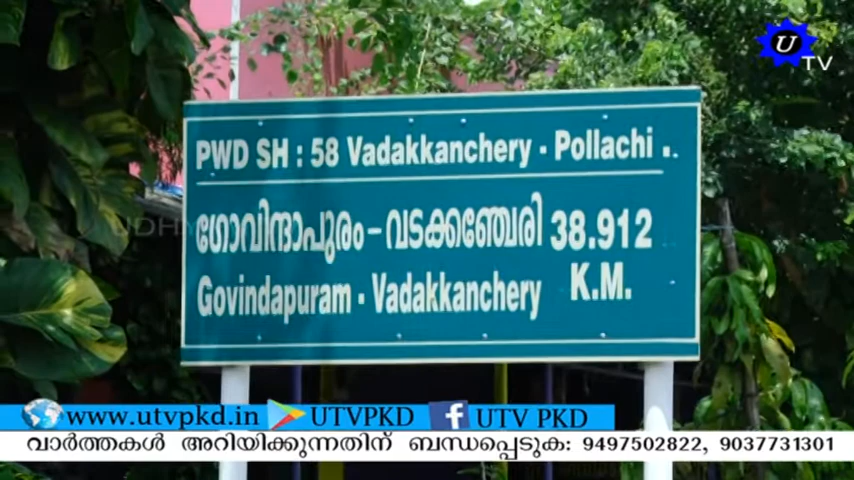 U TV
PWD SH : 58 Vadakkanchery - Pollachi
ഗോവിന്ദാപുരം - വടക്കഞ്ചേരി 38.912
Govindapuram - Vadakkanchery K.M.
www.utvpkd.in UTVPKD UTV PKD
വാർത്തകൾ അറിയിക്കുന്നതിന് ബന്ധപ്പെടുക: 9497502822, 9037731301